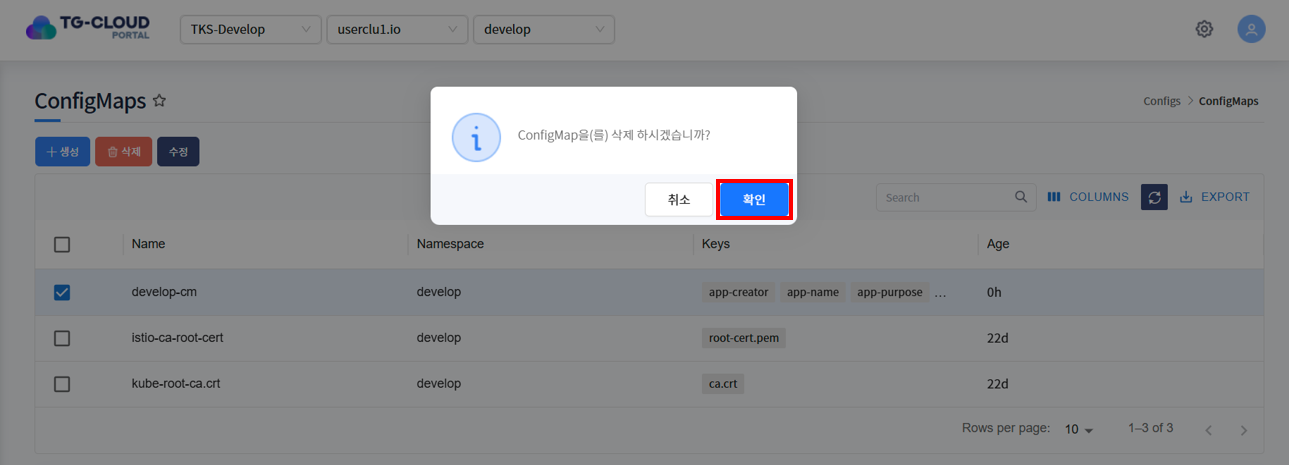 TG-CLOUD
PORTAL
TKS-Develop
userclu1.io
develop
ConfigMaps
Configs > ConfigMaps
생성
삭제
수정
ConfigMap을(를) 삭제 하시겠습니까?
취소
확인
Search
COLUMNS
EXPORT
Name Namespace Keys Age
develop-cm develop app-creator app-name app-purpose ... 0h
istio-ca-root-cert develop root-cert.pem 22d
kube-root-ca.crt develop ca.crt 22d
Rows per page: 10 1–3 of 3